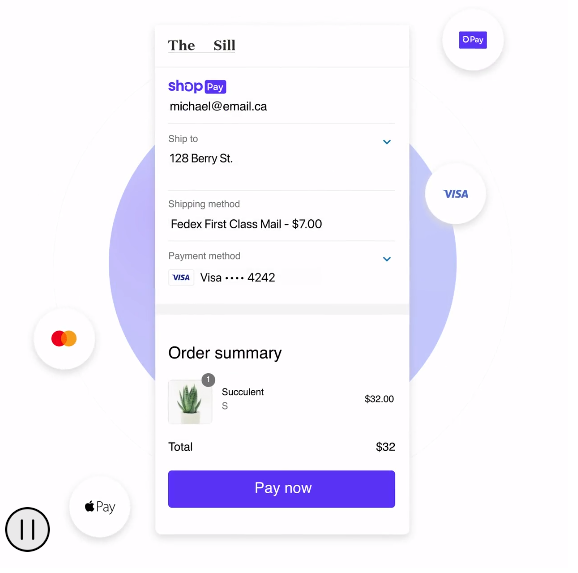 The Sill
shop Pay
michael@email.ca
Ship to
128 Berry St.
Shipping method
Fedex First Class Mail - $7.00
Payment method
VISA Visa •••• 4242
Order summary
1
Succulent
$32.00
S
Total $32
Pay now
Pay
VISA
Pay